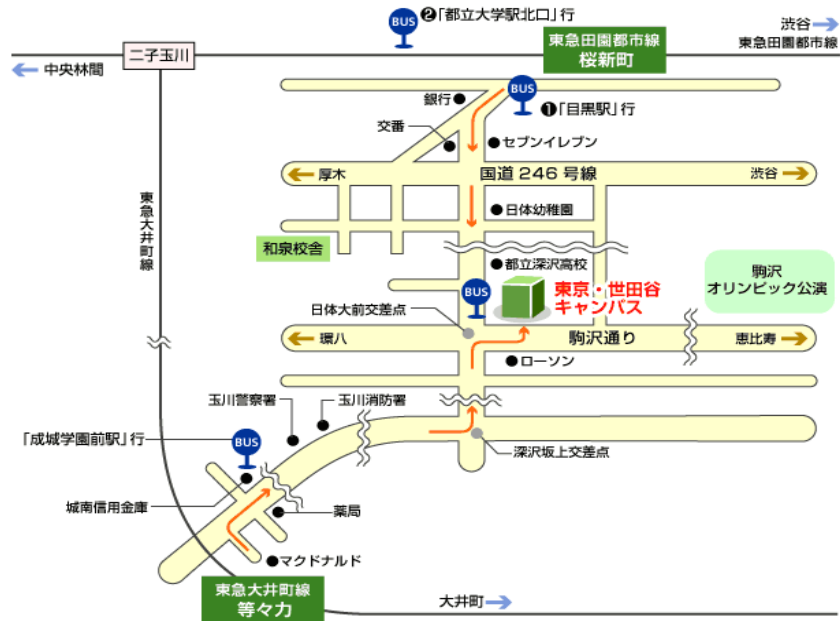 BUS
❷「都立大学駅北口」行
渋谷
東急田園都市線
東急田園都市線
桜新町
二子玉川
中央林間
銀行
BUS
❶「目黒駅」行
交番
セブンイレブン
厚木
国道 246 号線
渋谷
東急大井町線
日体幼稚園
和泉校舎
都立深沢高校
駒沢
オリンピック公演
BUS
東京・世田谷
キャンパス
日体大前交差点
環八
駒沢通り
恵比寿
ローソン
玉川警察署
玉川消防署
「成城学園前駅」行
BUS
深沢坂上交差点
城南信用金庫
薬局
マクドナルド
東急大井町線
等々力
大井町